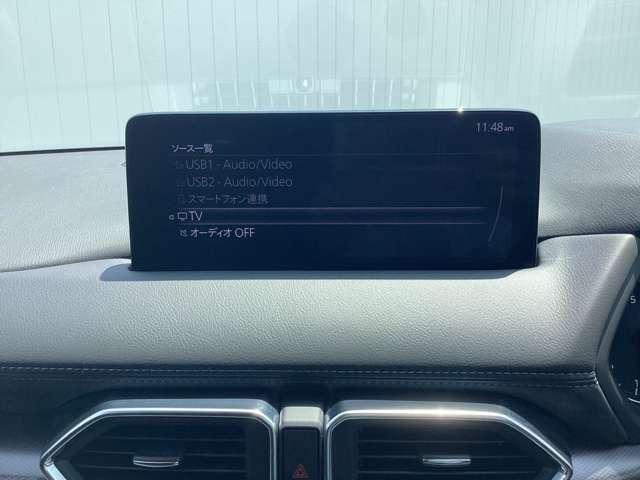 11:48am
ソース一覧
USB1 - Audio/Video
USB2 - Audio/Video
スマートフォン連携
TV
オーディオ OFF